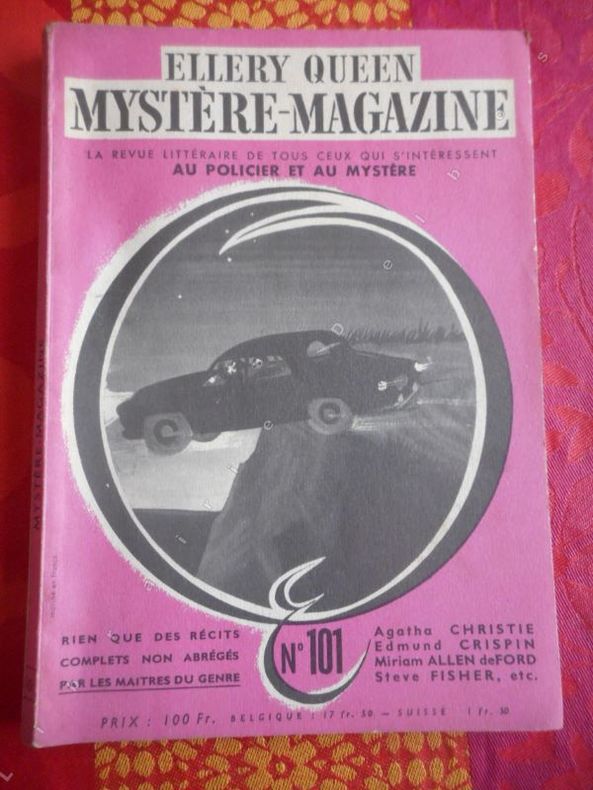 ELLERY QUEEN
MYSTÈRE-MAGAZINE
LA REVUE LITTÉRAIRE DE TOUS CEUX QUI S'INTÉRESSENT
AU POLICIER ET AU MYSTÈRE
MYSTÈRE-MAGAZINE
RIEN QUE DES RÉCITS
COMPLETS NON ABRÉGÉS
PAR LES MAITRES DU GENRE
N° 101
Agatha CHRISTIE
Edmund CRISPIN
Miriam ALLEN deFORD
Steve FISHER, etc.
PRIX : 100 Fr. BELGIQUE : 17 fr. 50 — SUISSE 1 fr. 50